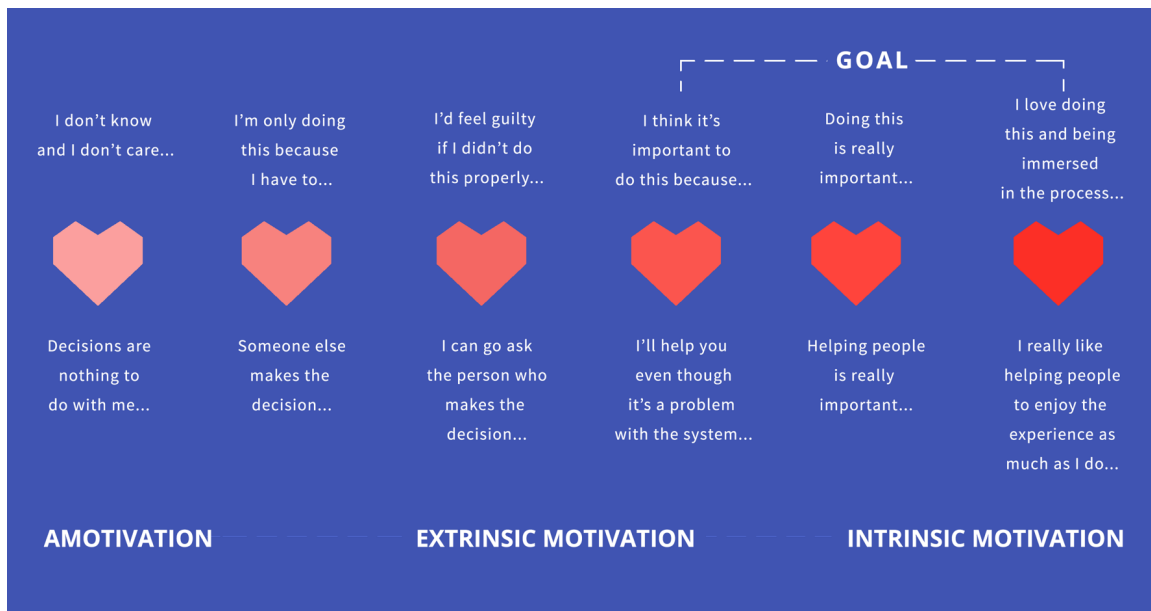 GOAL
I don’t know
and I don’t care...
I’m only doing
this because
I have to...
I’d feel guilty
if I didn’t do
this properly...
I think it’s
important to
do this because...
Doing this
is really
important...
I love doing
this and being
immersed
in the process...
Decisions are
nothing to
do with me...
Someone else
makes the
decision...
I can go ask
the person who
makes the
decision...
I’ll help you
even though
it’s a problem
with the system...
Helping people
is really
important...
I really like
helping people
to enjoy the
experience as
much as I do...
AMOTIVATION
EXTRINSIC MOTIVATION
INTRINSIC MOTIVATION